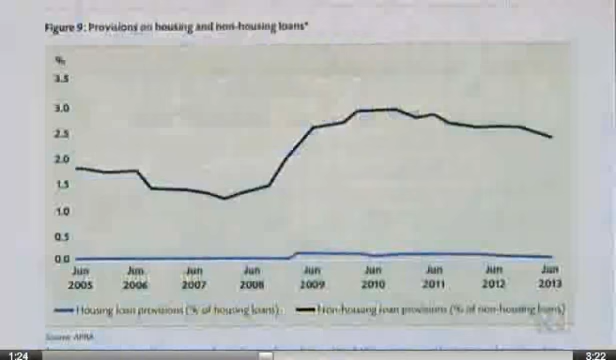 Figure 9: Provisions on housing and non-housing loans*
%
3.5
3.0
2.5
2.0
1.5
1.0
0.5
0.0
Jun Jun Jun Jun Jun Jun Jun Jun Jun
2005 2006 2007 2008 2009 2010 2011 2012 2013
Housing loan provisions (% of housing loans) Non-housing loan provisions (% of non-housing loans)
Source: APRA
1:24 8:22